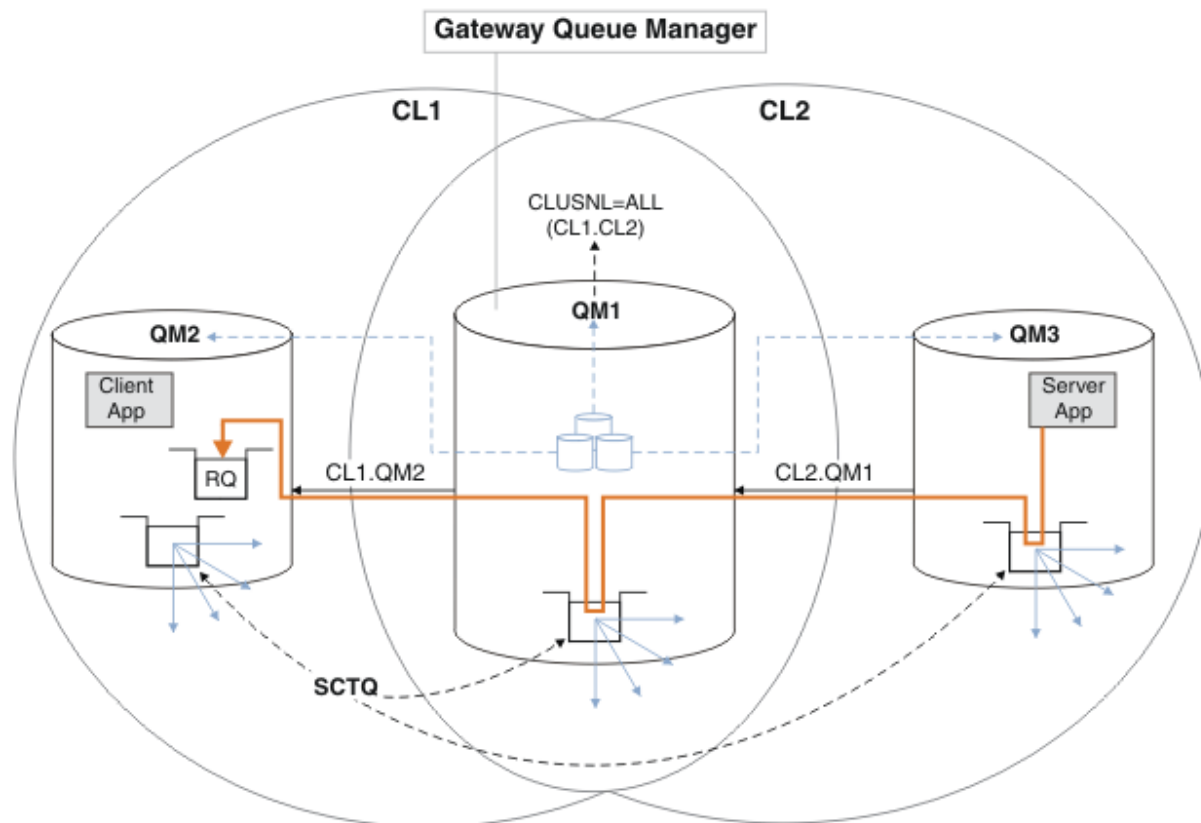 Gateway Queue Manager
CL1
CL2
CLUSNL=ALL
(CL1.CL2)
QM2
QM1
QM3
Client
App
Server
App
RQ
CL1.QM2
CL2.QM1
SCTQ